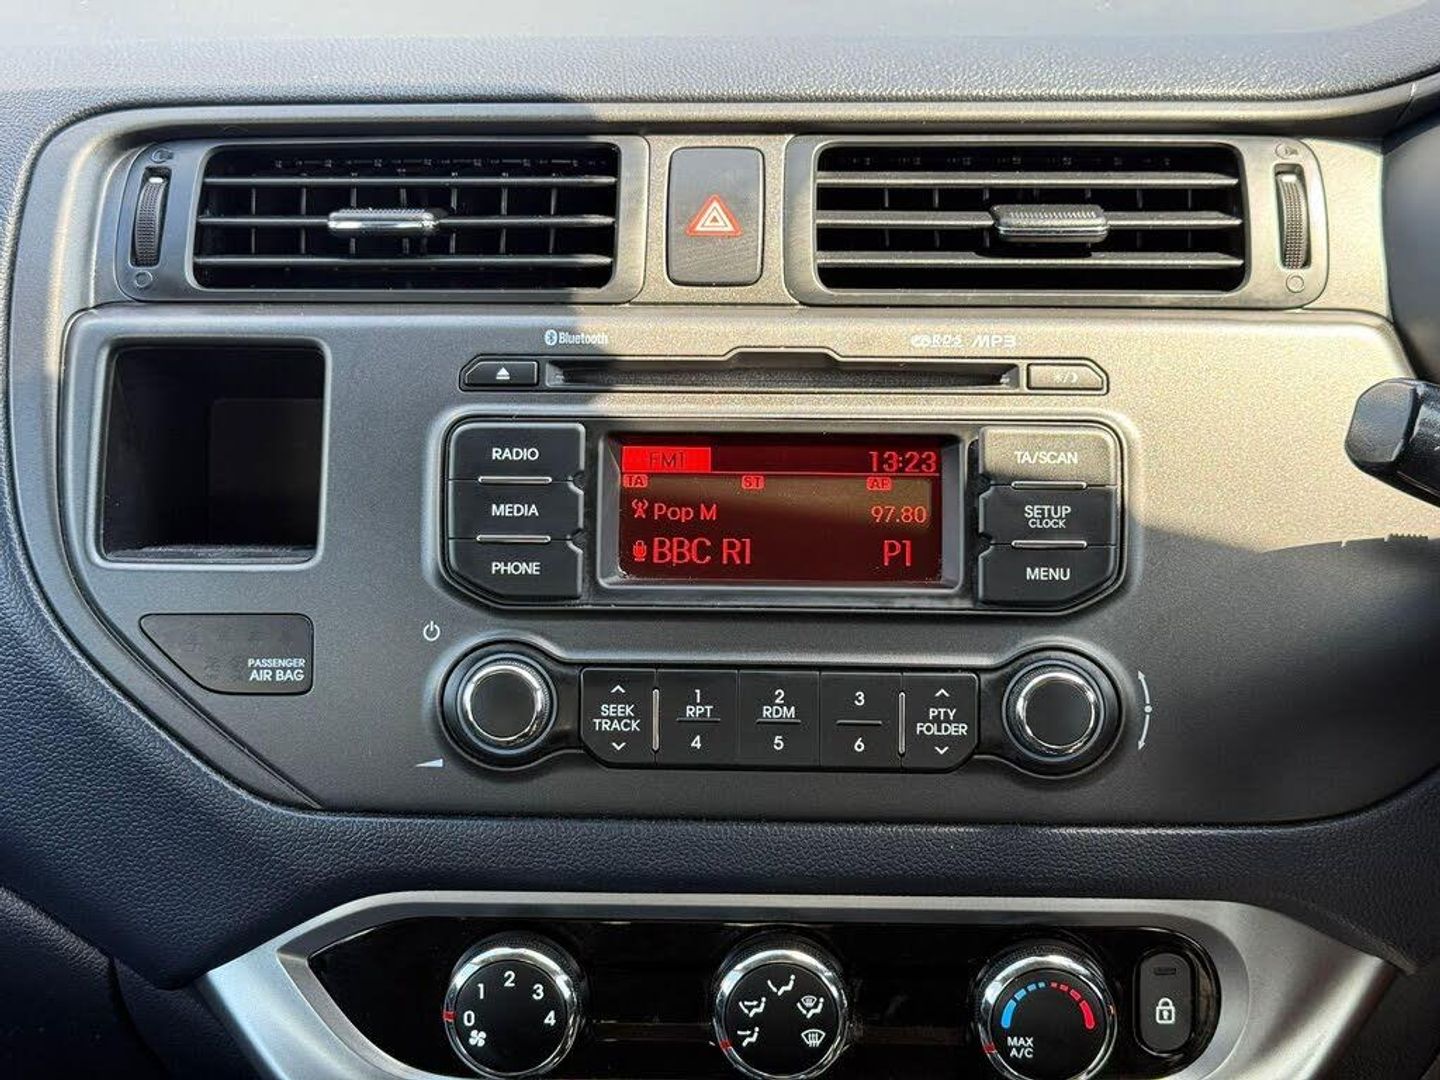 Bluetooth
RDS MP3
RADIO
MEDIA
PHONE
FM1 13:23
TA ST AF
Pop M 97.80
BBC R1 P1
TA/SCAN
SETUP
CLOCK
MENU
PASSENGER
AIR BAG
SEEK
TRACK
1
RPT
4
2
RDM
5
3
6
PTY
FOLDER
0 1 2 3 4
MAX
A/C